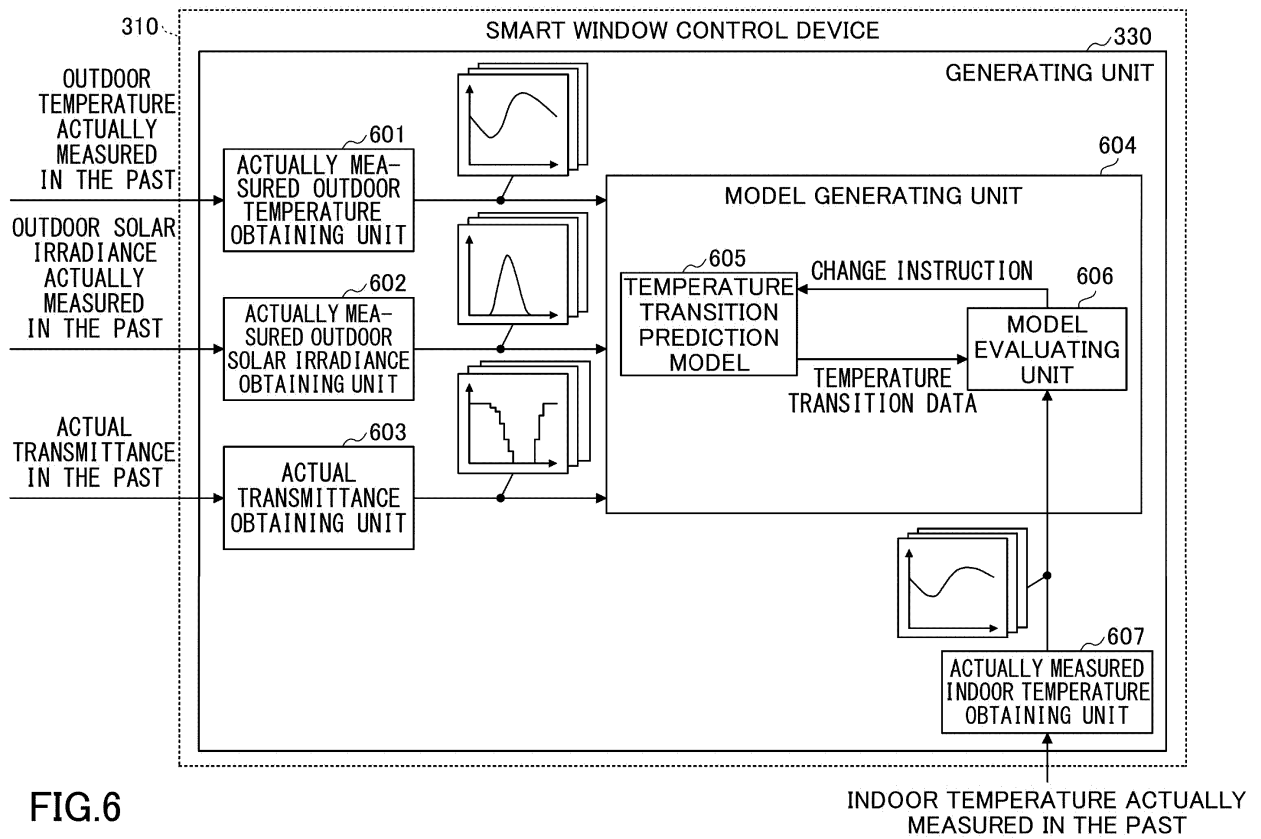 310
SMART WINDOW CONTROL DEVICE
330
GENERATING UNIT
OUTDOOR
TEMPERATURE
ACTUALLY
MEASURED
IN THE PAST
601
ACTUALLY MEA-
SURED OUTDOOR
TEMPERATURE
OBTAINING UNIT
OUTDOOR SOLAR
IRRADIANCE
ACTUALLY
MEASURED
IN THE PAST
602
ACTUALLY MEA-
SURED OUTDOOR
SOLAR IRRADIANCE
OBTAINING UNIT
ACTUAL
TRANSMITTANCE
IN THE PAST
603
ACTUAL
TRANSMITTANCE
OBTAINING UNIT
604
MODEL GENERATING UNIT
605
TEMPERATURE
TRANSITION
PREDICTION
MODEL
CHANGE INSTRUCTION
606
MODEL
EVALUATING
UNIT
TEMPERATURE
TRANSITION DATA
607
ACTUALLY MEASURED
INDOOR TEMPERATURE
OBTAINING UNIT
INDOOR TEMPERATURE ACTUALLY
MEASURED IN THE PAST
FIG.6